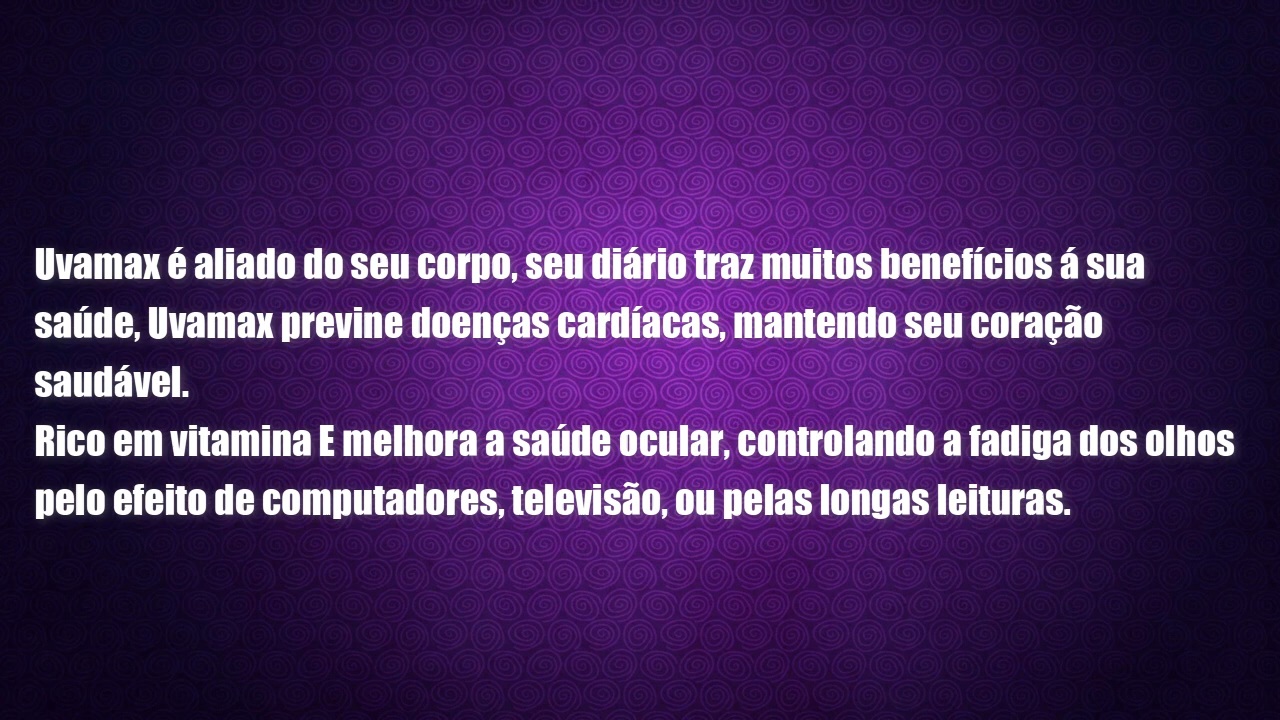 Uvamax é aliado do seu corpo, seu diário traz muitos benefícios á sua
saúde, Uvamax previne doenças cardíacas, mantendo seu coração
saudável.
Rico em vitamina E melhora a saúde ocular, controlando a fadiga dos olhos
pelo efeito de computadores, televisão, ou pelas longas leituras.